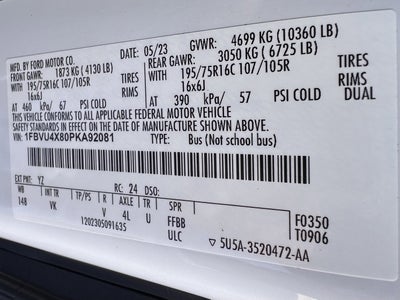 MFD. BY FORD MOTOR CO. 05/23 GVWR: 4699 KG (10360 LB)
FRONT GAWR: 1873 KG (4130 LB) REAR GAWR: 3050 KG (6725 LB)
195/75R16C 107/105R TIRES 195/75R16C 107/105R TIRES
16x6J RIMS 16x6J RIMS
AT 460 kPa/ 67 PSI COLD AT 390 kPa/ 57 PSI COLD DUAL
THIS VEHICLE CONFORMS TO ALL APPLICABLE FEDERAL MOTOR VEHICLE
SAFETY STANDARDS IN EFFECT ON THE DATE OF MANUFACTURE SHOWN ABOVE.
VIN: 1FBVU4X80PKA92081 TYPE: Bus (Not school bus)
EXT PNT: YZ RC: 24 DSO:
WB INT TR R AXLE TR SPR F0350
148 VK V 4L U FFBB T0906
1202305091635 UTVA-B ULC 5U5A-3520472-AA